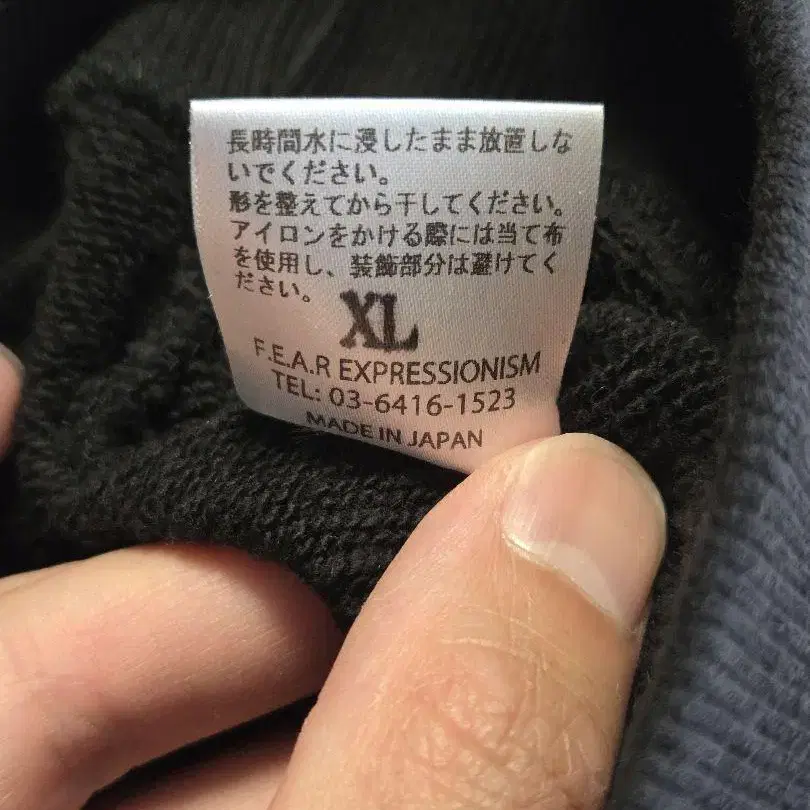 長時間水に浸したまま放置しな
いでください。
形を整えてから干してください。
アイロンをかける際には当て布
を使用し、装飾部分は避けてく
ださい。
XL
F.E.A.R EXPRESSIONISM
TEL: 03-6416-1523
MADE IN JAPAN